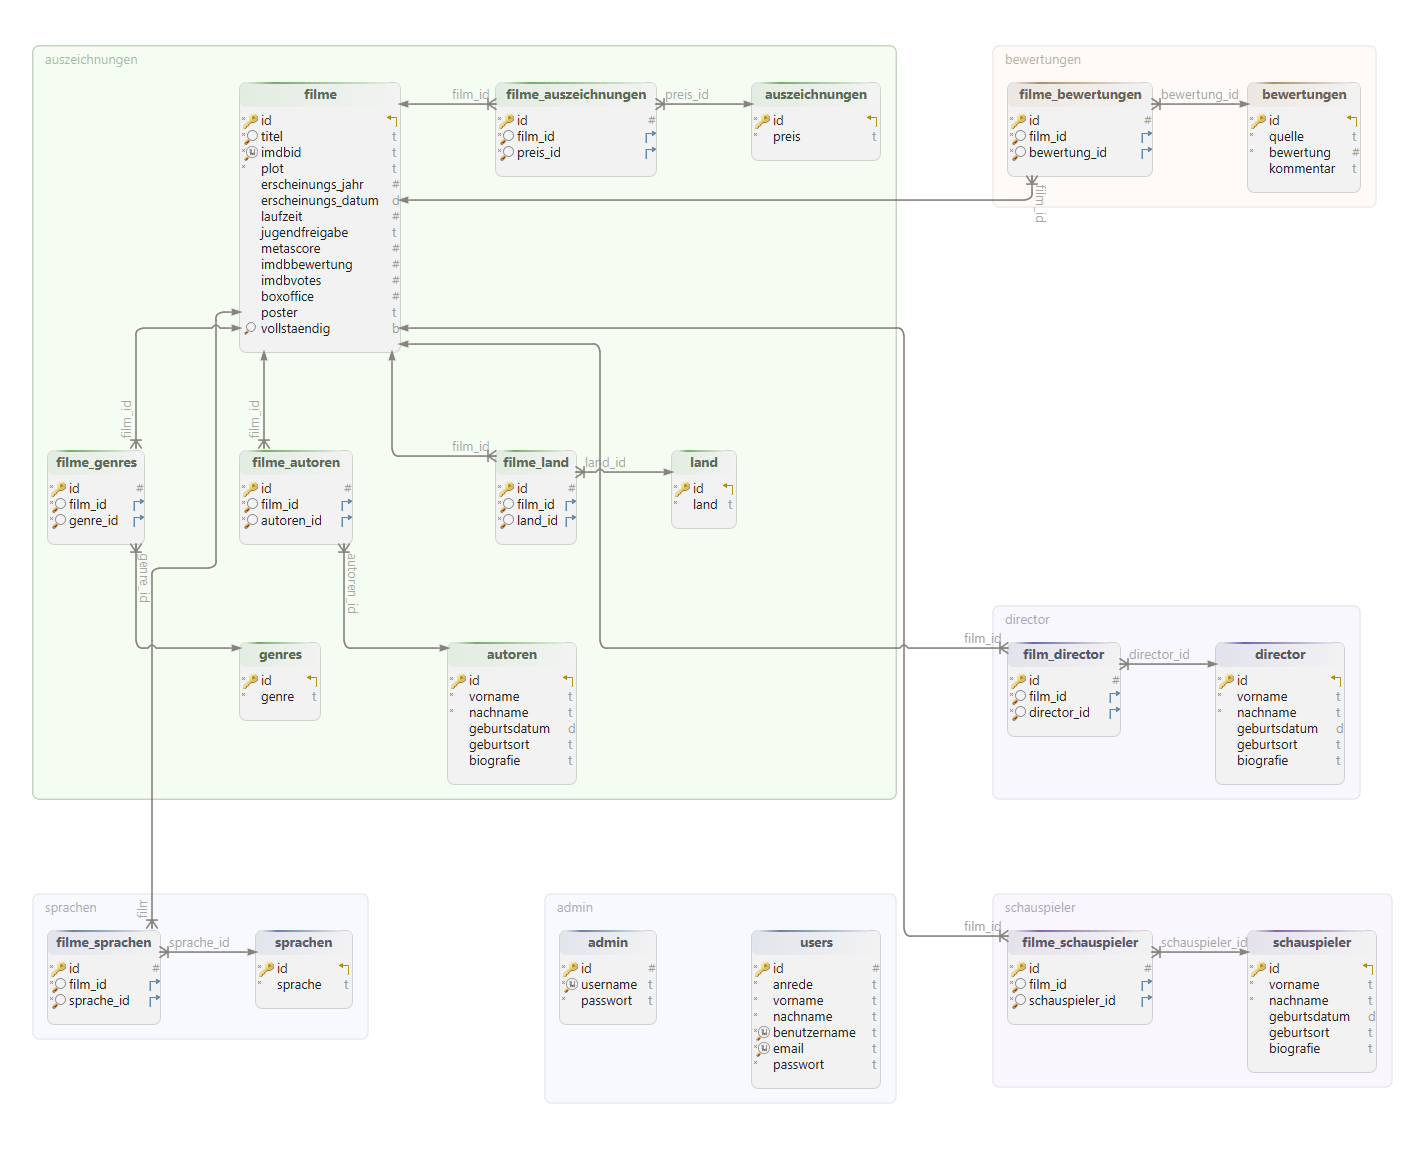 auszeichnungen
filme
id
titel t
imdbid t
plot t
erscheinungs_jahr #
erscheinungs_datum d
laufzeit #
jugendfreigabe t
metascore #
imdbbewertung #
imdbvotes #
boxoffice #
poster t
vollstaendig b
film_id
filme_auszeichnungen
id #
film_id
preis_id
preis_id
auszeichnungen
id
preis t
bewertungen
filme_bewertungen
id #
film_id
bewertung_id
bewertung_id
bewertungen
id
quelle t
bewertung #
kommentar t
film_id
film_id
filme_genres
id #
film_id
genre_id
genre_id
film_id
filme_autoren
id #
film_id
autoren_id
autoren_id
film_id
filme_land
id #
film_id
land_id
land_id
land
id
land t
genres
id
genre t
autoren
id
vorname t
nachname t
geburtsdatum d
geburtsort t
biografie t
director
film_id
film_director
id #
film_id
director_id
director_id
director
id
vorname t
nachname t
geburtsdatum d
geburtsort t
biografie t
sprachen
filme_sprachen
id #
film_id
sprache_id
sprache_id
sprachen
id
sprache t
admin
admin
id #
username t
passwort t
users
id #
anrede t
vorname t
nachname t
benutzername t
email t
passwort t
schauspieler
film_id
filme_schauspieler
id #
film_id
schauspieler_id
schauspieler_id
schauspieler
id
vorname t
nachname t
geburtsdatum d
geburtsort t
biografie t